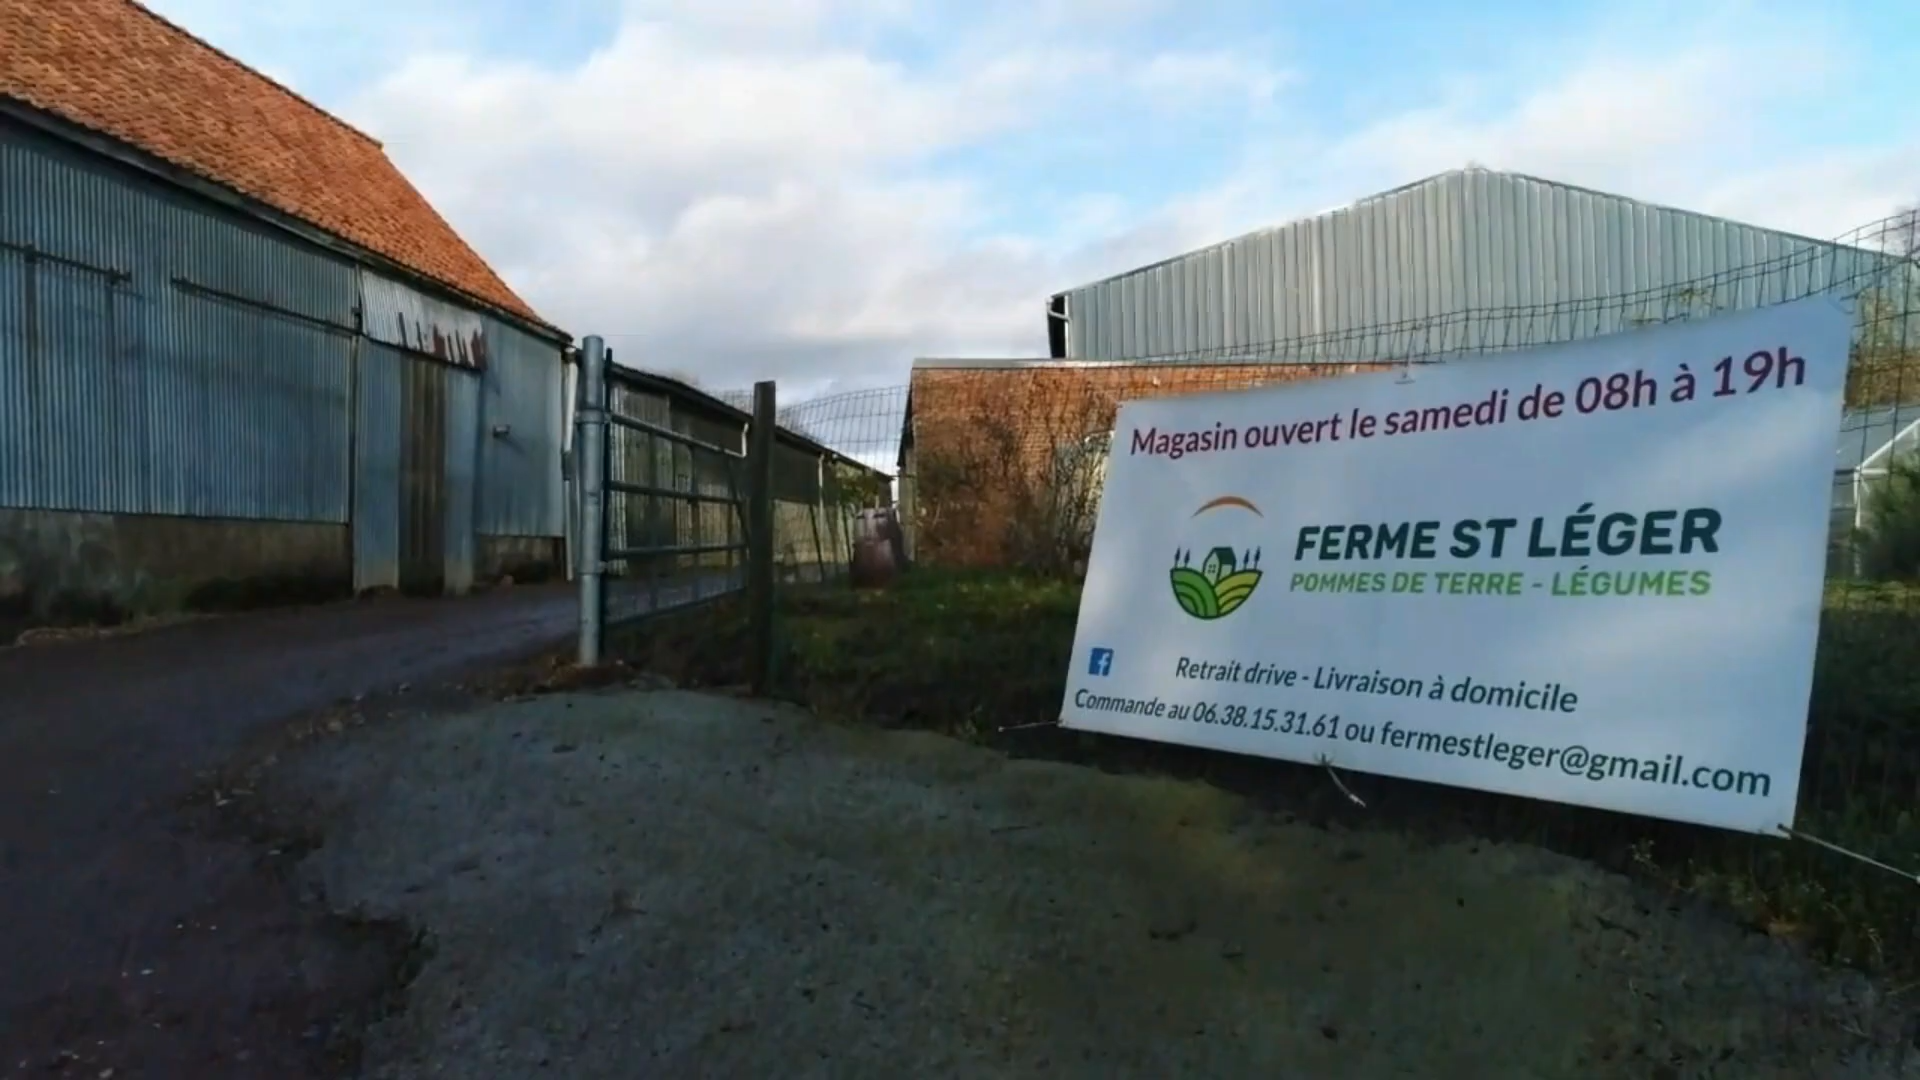 Magasin ouvert le samedi de 08h à 19h
FERME ST LÉGER
POMMES DE TERRE - LÉGUMES
Retrait drive - Livraison à domicile
Commande au 06.38.15.31.61 ou fermestleger@gmail.com